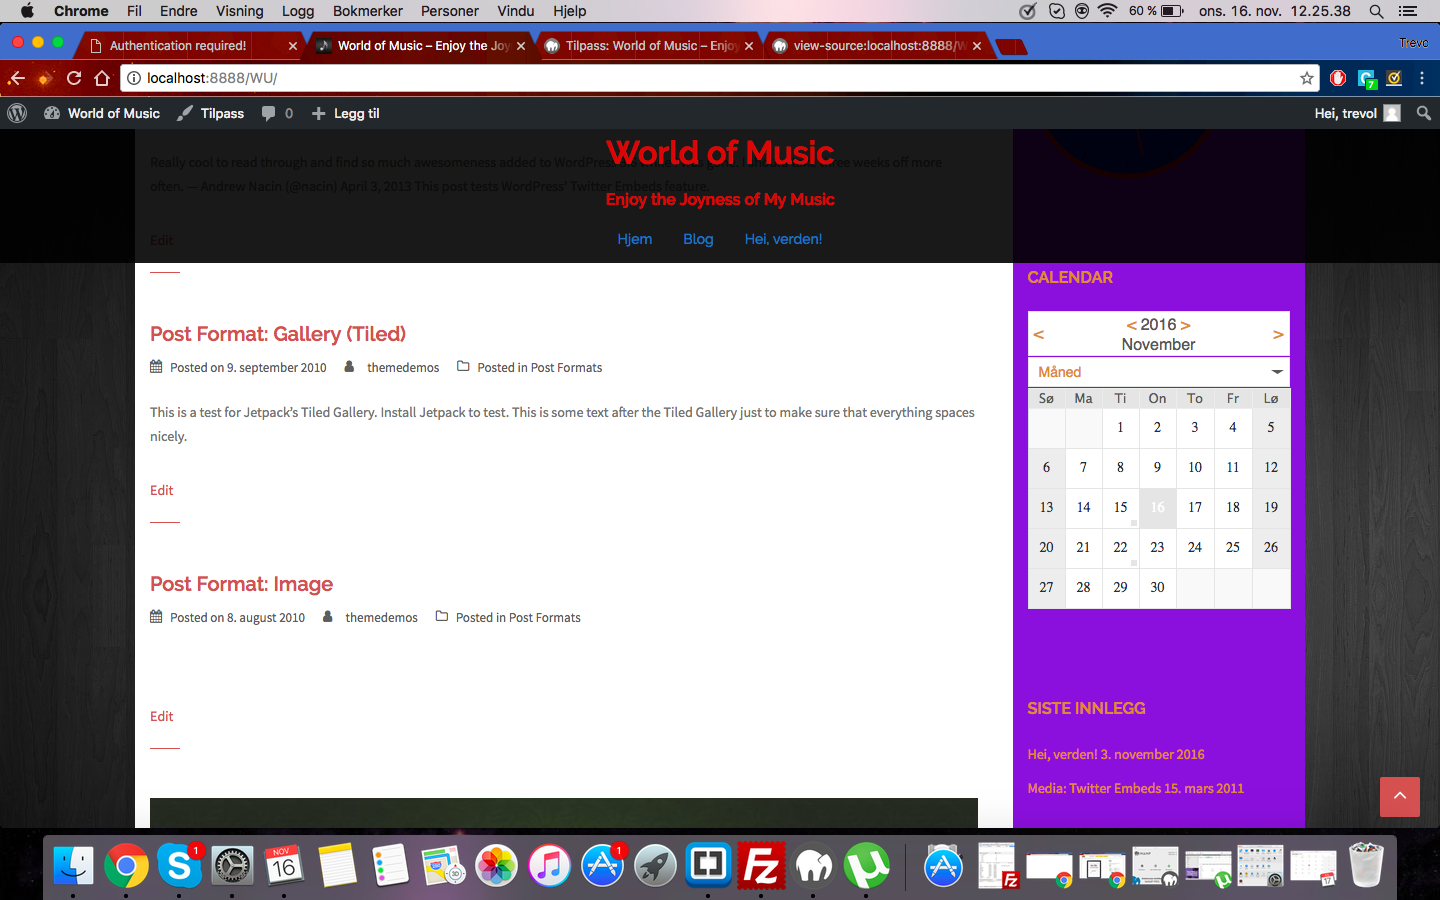 Chrome Fil Endre Visning Logg Bokmerker Personer Vindu Hjelp 60 % ons. 16. nov. 12.25.38
Authentication required! World of Music – Enjoy the Joy Tilpass: World of Music – Enjoy view-source:localhost:8888/W Trevo
localhost:8888/WU/ 7
World of Music Tilpass 0 Legg til Hei, trevol
World of Music
Really cool to read through and find so much awesomeness added to WordPress more
often. — Andrew Nacin (@nacin) April 3, 2013 This post tests WordPress' Twitter Embeds feature.
Enjoy the Joyness of My Music
Hjem Blog Hei, verden!
Edit
Post Format: Gallery (Tiled)
Posted on 9. september 2010 themedemos Posted in Post Formats
This is a test for Jetpack's Tiled Gallery. Install Jetpack to test. This is some text after the Tiled Gallery just to make sure that everything spaces
nicely.
Edit
Post Format: Image
Posted on 8. august 2010 themedemos Posted in Post Formats
Edit
CALENDAR
< < 2016 > >
November
Måned
Sø Ma Ti On To Fr Lø
1 2 3 4 5
6 7 8 9 10 11 12
13 14 15 16 17 18 19
20 21 22 23 24 25 26
27 28 29 30
SISTE INNLEGG
Hei, verden! 3. november 2016
Media: Twitter Embeds 15. mars 2011
1 NOV 16 3D 1 Fz Fz 17